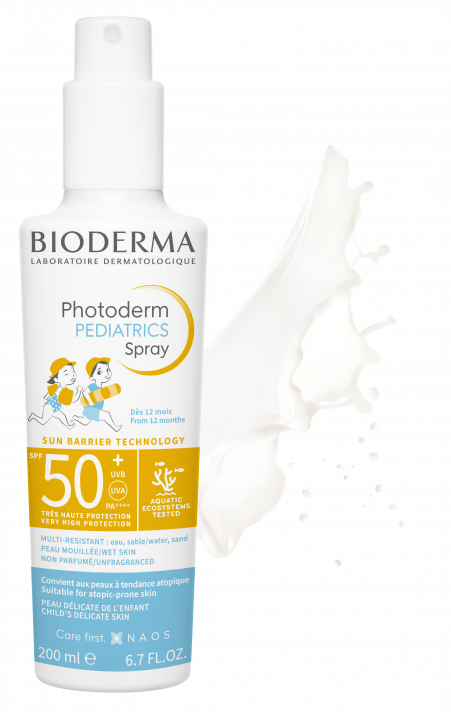 BIODERMA
LABORATOIRE DERMATOLOGIQUE
Photoderm
PEDIATRICS
Spray
Dès 12 mois
From 12 months
SUN BARRIER TECHNOLOGY
SPF 50+
UVB
UVA
PA++++
TRÈS HAUTE PROTECTION
VERY HIGH PROTECTION
AQUATIC
ECOSYSTEMS
TESTED
MULTI-RESISTANT : eau, sable/water, sand
PEAU MOUILLÉE/WET SKIN
NON PARFUMÉ/UNFRAGRANCED
Convient aux peaux à tendance atopique
Suitable for atopic-prone skin
PEAU DÉLICATE DE L'ENFANT
CHILD'S DELICATE SKIN
Care first. NAOS
200 ml e 6.7 FL.OZ.